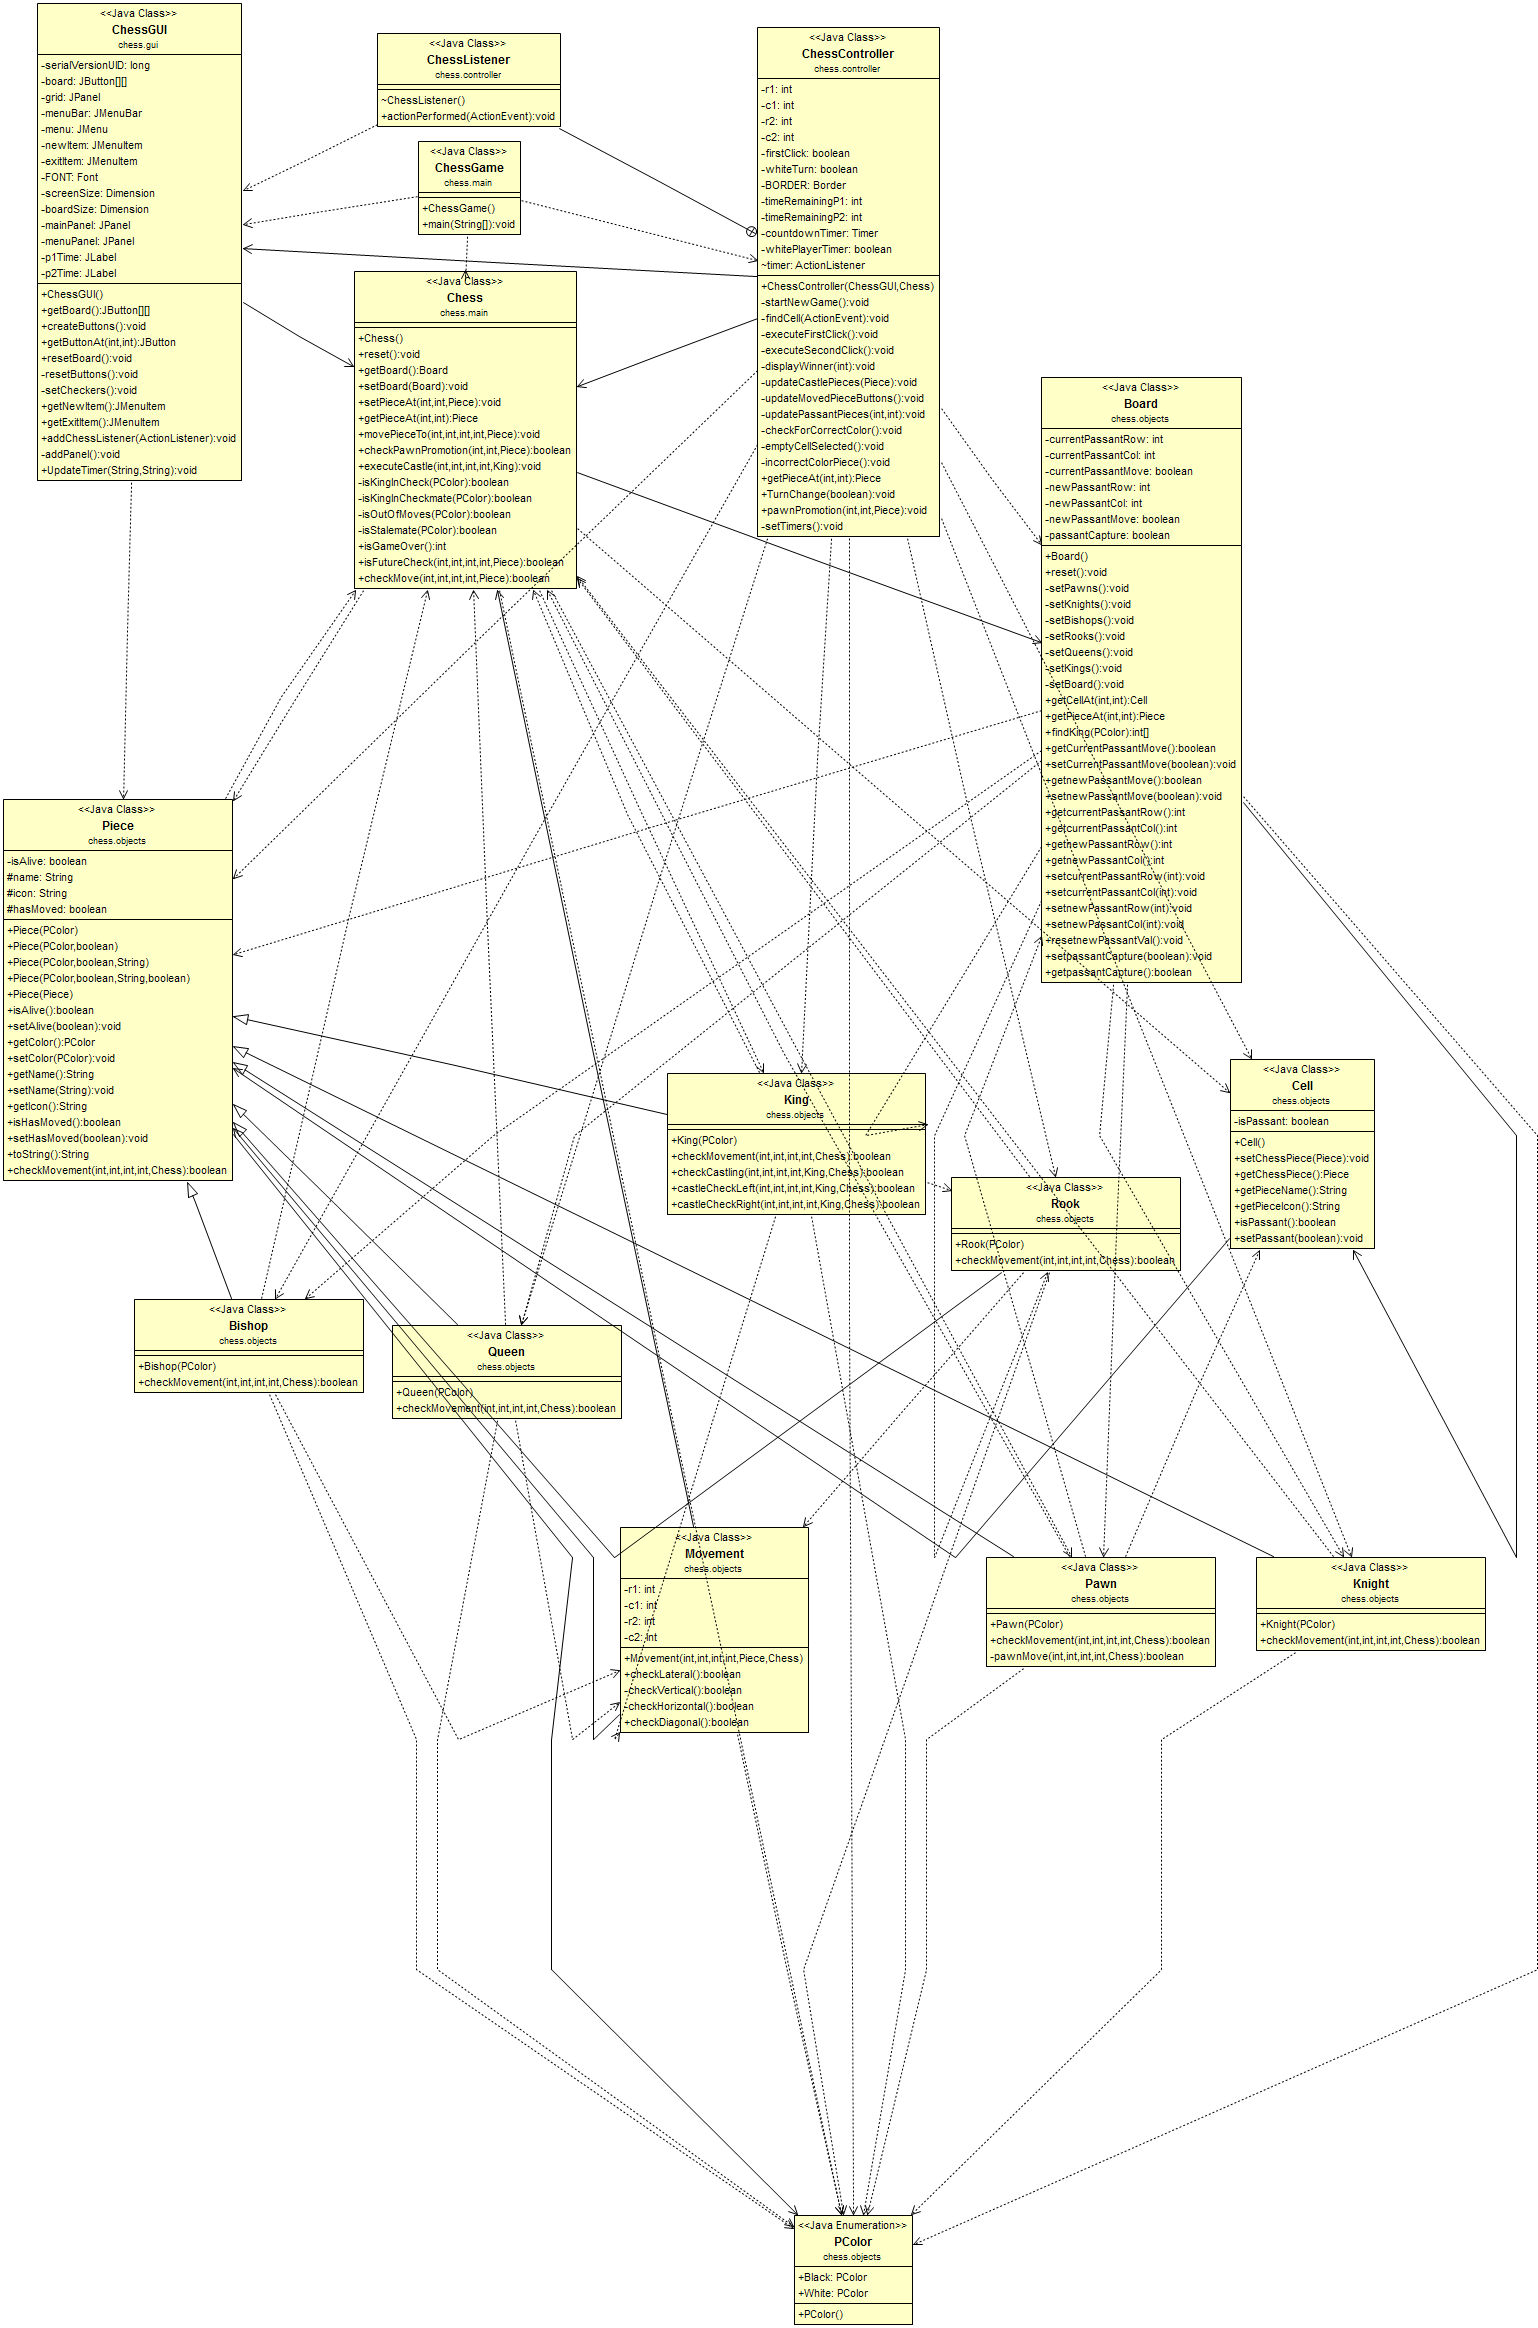 <<Java Class>>
ChessGUI
chess.gui
-serialVersionUID: long
-board: JButton[][]
-grid: JPanel
-menuBar: JMenuBar
-menu: JMenu
-newItem: JMenuItem
-exitItem: JMenuItem
-FONT: Font
-screenSize: Dimension
-boardSize: Dimension
-mainPanel: JPanel
-menuPanel: JPanel
-p1Time: JLabel
-p2Time: JLabel
+ChessGUI()
+getBoard():JButton[][]
+createButtons():void
+getButtonAt(int,int):JButton
+resetBoard():void
-resetButtons():void
-setCheckers():void
+getNewItem():JMenuItem
+getExitItem():JMenuItem
+addChessListener(ActionListener):void
-addPanel():void
+UpdateTimer(String,String):void
<<Java Class>>
ChessListener
chess.controller
~ChessListener()
+actionPerformed(ActionEvent):void
<<Java Class>>
ChessGame
chess.main
+ChessGame()
+main(String[]):void
<<Java Class>>
Chess
chess.main
+Chess()
+reset():void
+getBoard():Board
+setBoard(Board):void
+setPieceAt(int,int,Piece):void
+getPieceAt(int,int):Piece
+movePieceTo(int,int,int,int,Piece):void
+checkPawnPromotion(int,int,Piece):boolean
+executeCastle(int,int,int,int,King):void
-isKingInCheck(PColor):boolean
-isKingInCheckmate(PColor):boolean
-isOutOfMoves(PColor):boolean
-isStalemate(PColor):boolean
+isGameOver():int
+isFutureCheck(int,int,int,int,Piece):boolean
+checkMove(int,int,int,int,Piece):boolean
<<Java Class>>
ChessController
chess.controller
-r1: int
-c1: int
-r2: int
-c2: int
-firstClick: boolean
-whiteTurn: boolean
-BORDER: Border
-timeRemainingP1: int
-timeRemainingP2: int
-countdownTimer: Timer
-whitePlayerTimer: boolean
~timer: ActionListener
+ChessController(ChessGUI,Chess)
-startNewGame():void
-findCell(ActionEvent):void
-executeFirstClick():void
-executeSecondClick():void
-displayWinner(int):void
-updateCastlePieces(Piece):void
-updateMovedPieceButtons():void
-updatePassantPieces(int,int):void
-checkForCorrectColor():void
-emptyCellSelected():void
-incorrectColorPiece():void
+getPieceAt(int,int):Piece
+TurnChange(boolean):void
+pawnPromotion(int,int,Piece):void
-setTimers():void
<<Java Class>>
Board
chess.objects
-currentPassantRow: int
-currentPassantCol: int
-currentPassantMove: boolean
-newPassantRow: int
-newPassantCol: int
-newPassantMove: boolean
-passantCapture: boolean
+Board()
+reset():void
-setPawns():void
-setKnights():void
-setBishops():void
-setRooks():void
-setQueens():void
-setKings():void
-setBoard():void
+getCellAt(int,int):Cell
+getPieceAt(int,int):Piece
+findKing(PColor):int[]
+getCurrentPassantMove():boolean
+setCurrentPassantMove(boolean):void
+getnewPassantMove():boolean
+setnewPassantMove(boolean):void
+getcurrentPassantRow():int
+getcurrentPassantCol():int
+getnewPassantRow():int
+getnewPassantCol():int
+setcurrentPassantRow(int):void
+setcurrentPassantCol(int):void
+setnewPassantRow(int):void
+setnewPassantCol(int):void
+resetnewPassantVal():void
+setpassantCapture(boolean):void
+getpassantCapture():boolean
<<Java Class>>
Piece
chess.objects
-isAlive: boolean
#name: String
#icon: String
#hasMoved: boolean
+Piece(PColor)
+Piece(PColor,boolean)
+Piece(PColor,boolean,String)
+Piece(PColor,boolean,String,boolean)
+Piece(Piece)
+isAlive():boolean
+setAlive(boolean):void
+getColor():PColor
+setColor(PColor):void
+getName():String
+setName(String):void
+getIcon():String
+isHasMoved():boolean
+setHasMoved(boolean):void
+toString():String
+checkMovement(int,int,int,int,Chess):boolean
<<Java Class>>
King
chess.objects
+King(PColor)
+checkMovement(int,int,int,int,Chess):boolean
+checkCastling(int,int,int,int,King,Chess):boolean
+castleCheckLeft(int,int,int,int,King,Chess):boolean
+castleCheckRight(int,int,int,int,King,Chess):boolean
<<Java Class>>
Cell
chess.objects
-isPassant: boolean
+Cell()
+setChessPiece(Piece):void
+getChessPiece():Piece
+getPieceName():String
+getPieceIcon():String
+isPassant():boolean
+setPassant(boolean):void
<<Java Class>>
Rook
chess.objects
+Rook(PColor)
+checkMovement(int,int,int,int,Chess):boolean
<<Java Class>>
Bishop
chess.objects
+Bishop(PColor)
+checkMovement(int,int,int,int,Chess):boolean
<<Java Class>>
Queen
chess.objects
+Queen(PColor)
+checkMovement(int,int,int,int,Chess):boolean
<<Java Class>>
Movement
chess.objects
-r1: int
-c1: int
-r2: int
-c2: int
+Movement(int,int,int,int,Piece,Chess)
+checkLateral():boolean
-checkVertical():boolean
-checkHorizontal():boolean
+checkDiagonal():boolean
<<Java Class>>
Pawn
chess.objects
+Pawn(PColor)
+checkMovement(int,int,int,int,Chess):boolean
-pawnMove(int,int,int,int,Chess):boolean
<<Java Class>>
Knight
chess.objects
+Knight(PColor)
+checkMovement(int,int,int,int,Chess):boolean
<<Java Enumeration>>
PColor
chess.objects
+Black: PColor
+White: PColor
+PColor()